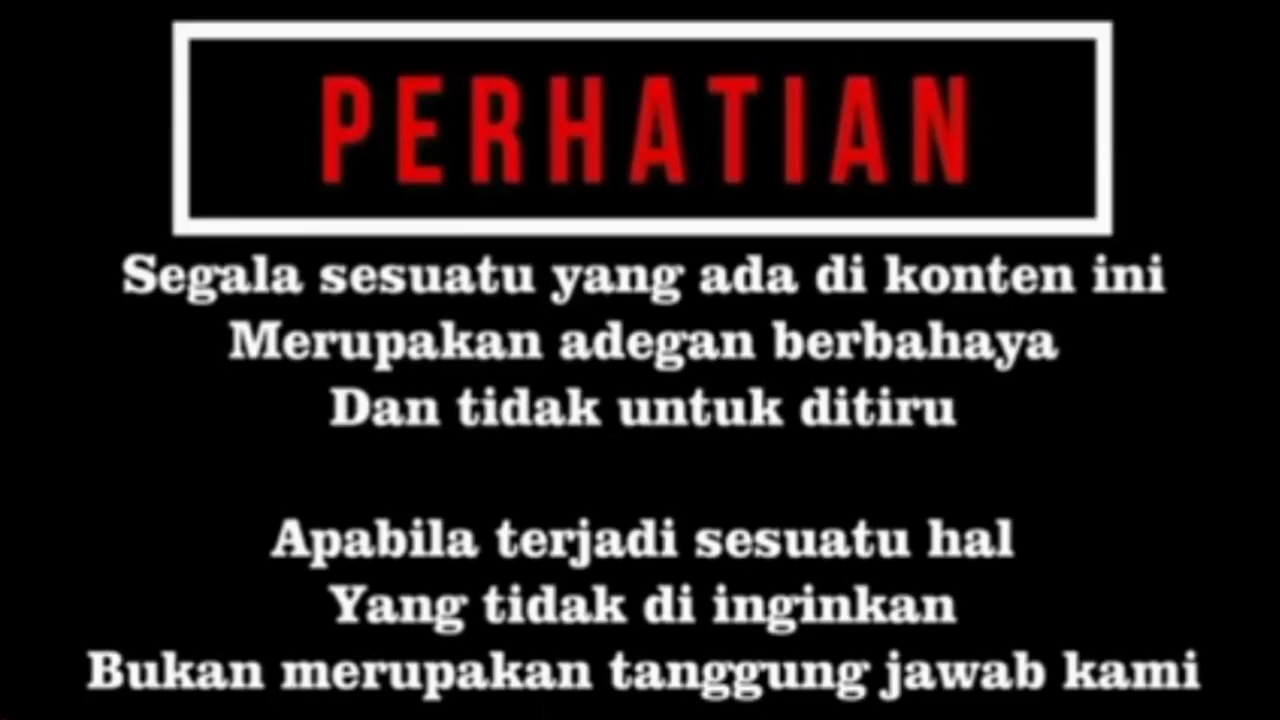 PERHATIAN
Segala sesuatu yang ada di konten ini
Merupakan adegan berbahaya
Dan tidak untuk ditiru
Apabila terjadi sesuatu hal
Yang tidak di inginkan
Bukan merupakan tanggung jawab kami